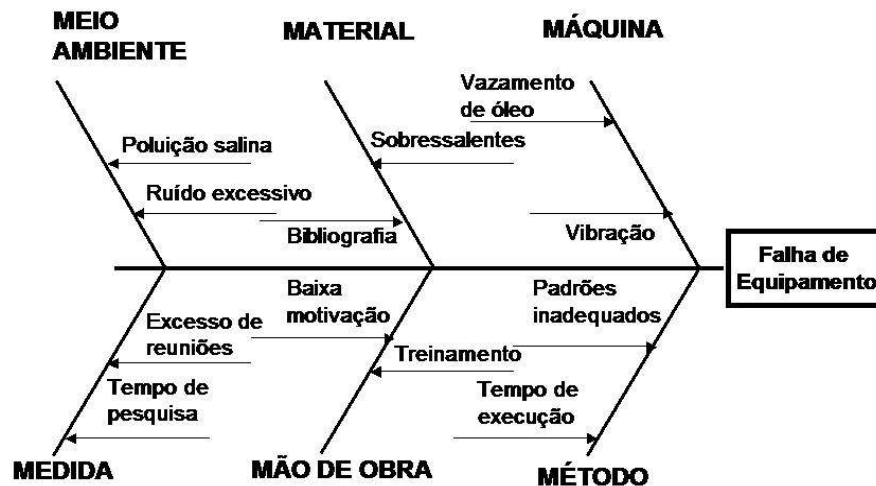 MEIO
AMBIENTE
MATERIAL
MÁQUINA
Vazamento
de óleo
Poluição salina
Sobressalentes
Ruído excessivo
Bibliografia
Vibração
Falha de
Equipamento
Baixa
motivação
Padrões
inadequados
Excesso de
reuniões
Treinamento
Tempo de
pesquisa
Tempo de
execução
MEDIDA
MÃO DE OBRA
MÉTODO